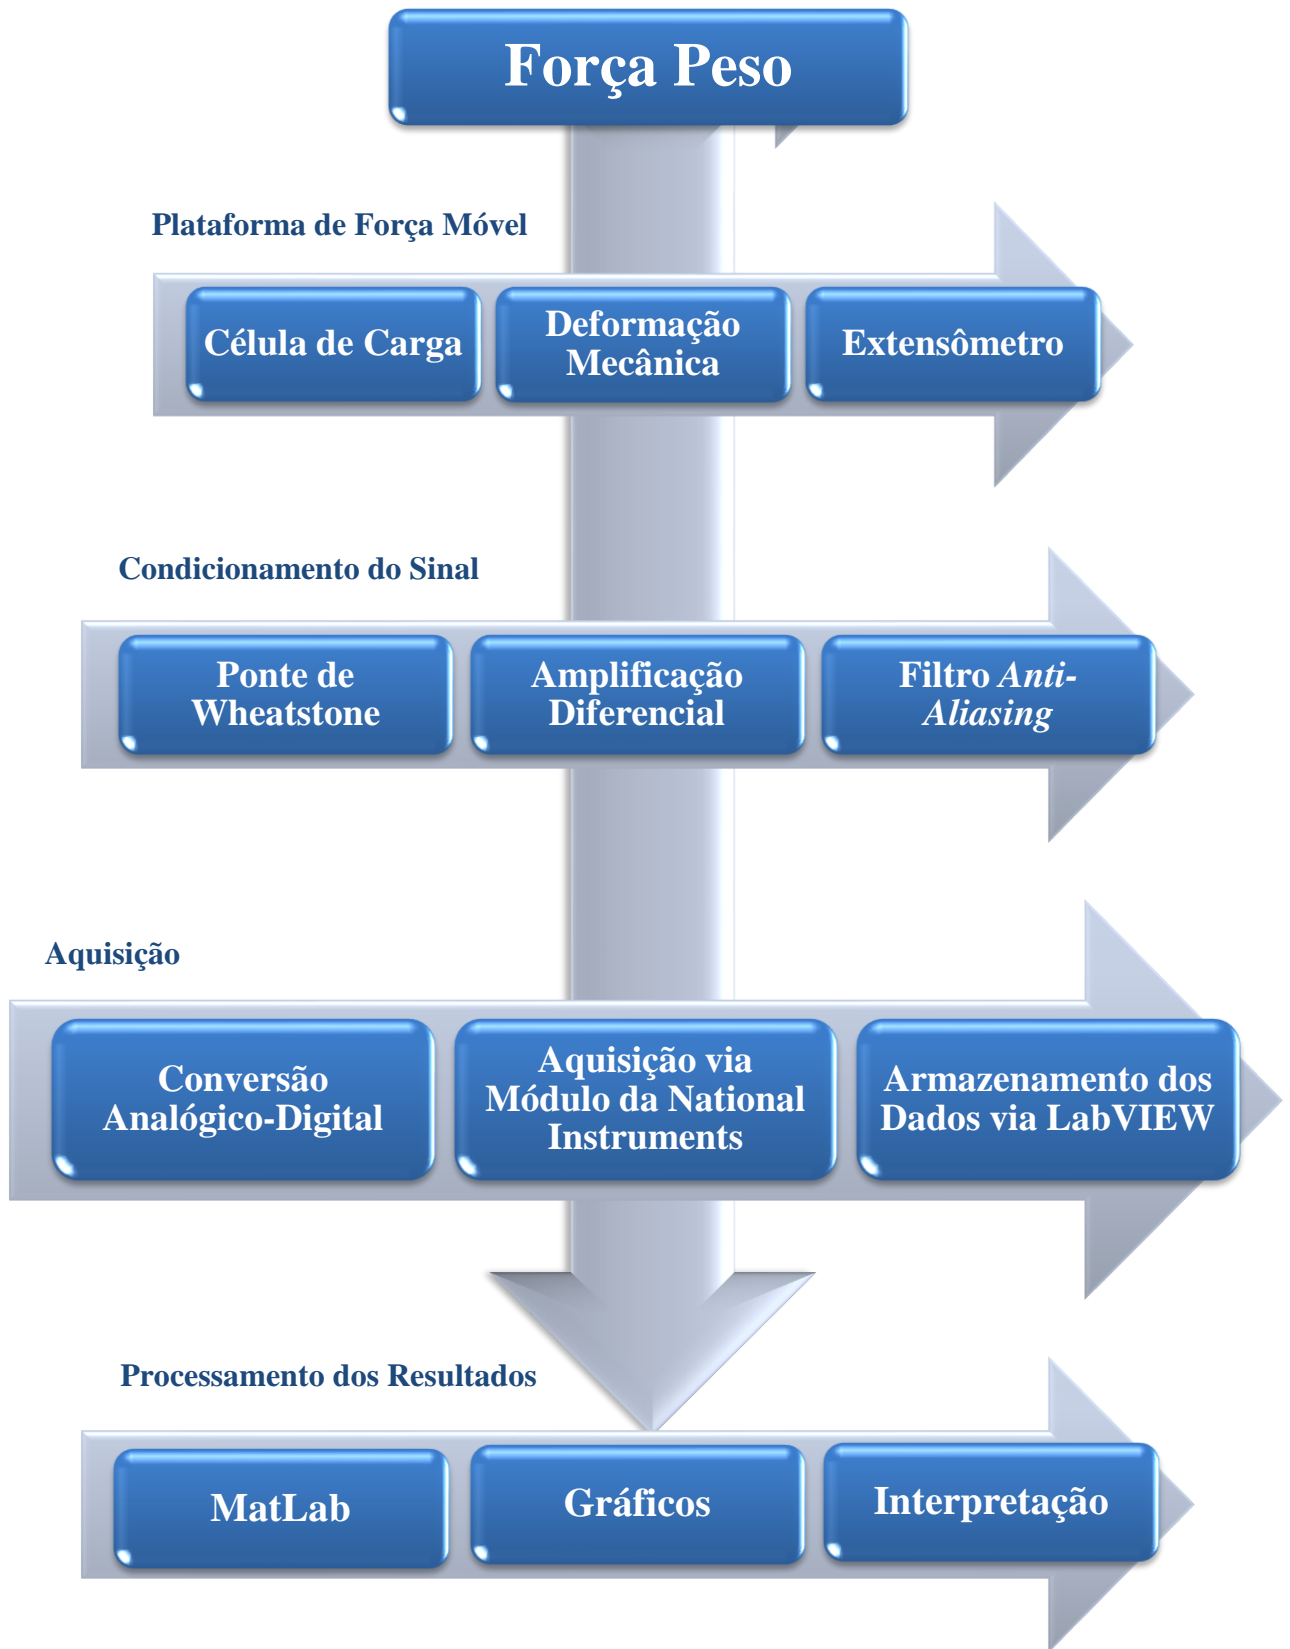 Força Peso
Plataforma de Força Móvel
Célula de Carga
Deformação
Mecânica
Extensômetro
Condicionamento do Sinal
Ponte de
Wheatstone
Amplificação
Diferencial
Filtro Anti-
Aliasing
Aquisição
Conversão
Analógico-Digital
Aquisição via
Módulo da National
Instruments
Armazenamento dos
Dados via LabVIEW
Processamento dos Resultados
MatLab
Gráficos
Interpretação